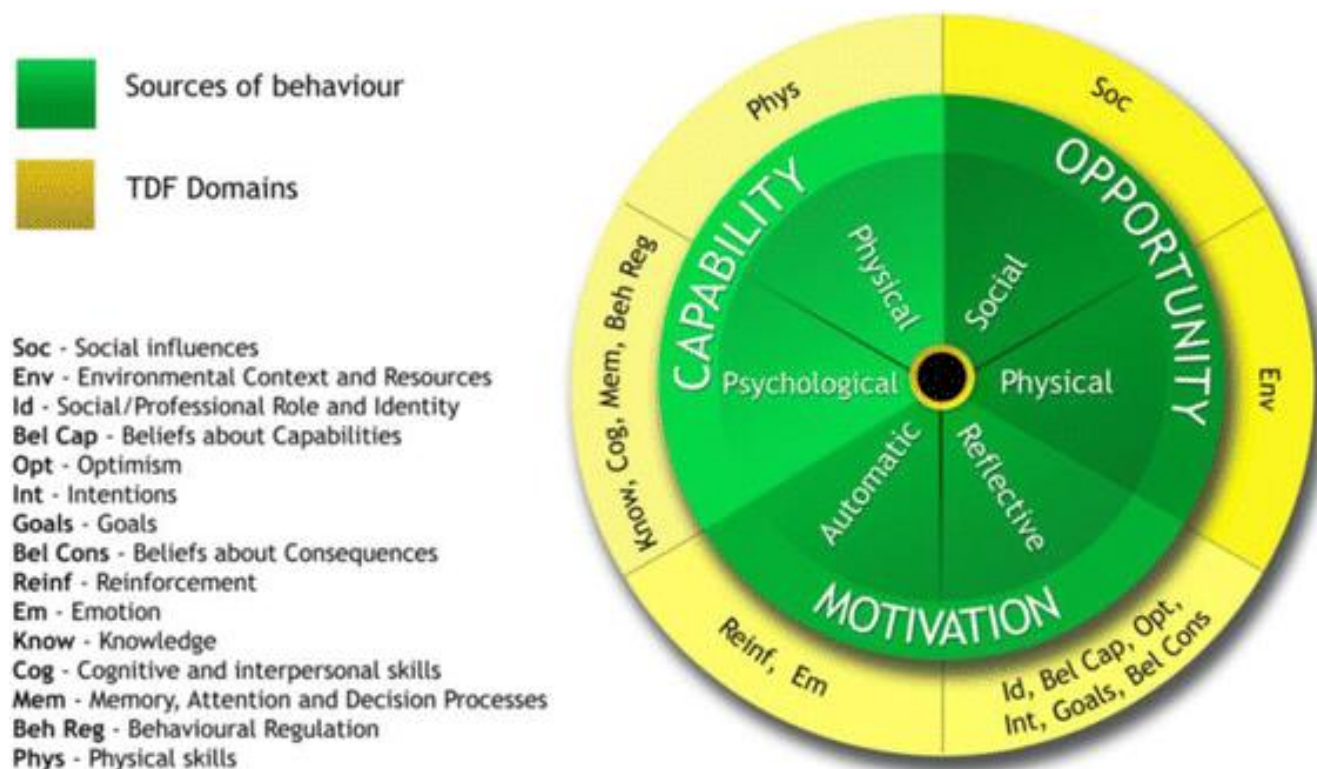 Sources of behaviour
TDF Domains
Soc - Social influences
Env - Environmental Context and Resources
Id - Social/Professional Role and Identity
Bel Cap - Beliefs about Capabilities
Opt - Optimism
Int - Intentions
Goals - Goals
Bel Cons - Beliefs about Consequences
Reinf - Reinforcement
Em - Emotion
Know - Knowledge
Cog - Cognitive and interpersonal skills
Mem - Memory, Attention and Decision Processes
Beh Reg - Behavioural Regulation
Phys - Physical skills
Phys
Soc
Env
Id, Bel Cap, Opt,
Int, Goals, Bel Cons
Reinf, Em
Know, Cog, Mem, Beh Reg
CAPABILITY
OPPORTUNITY
MOTIVATION
Physical
Social
Psychological
Physical
Automatic
Reflective